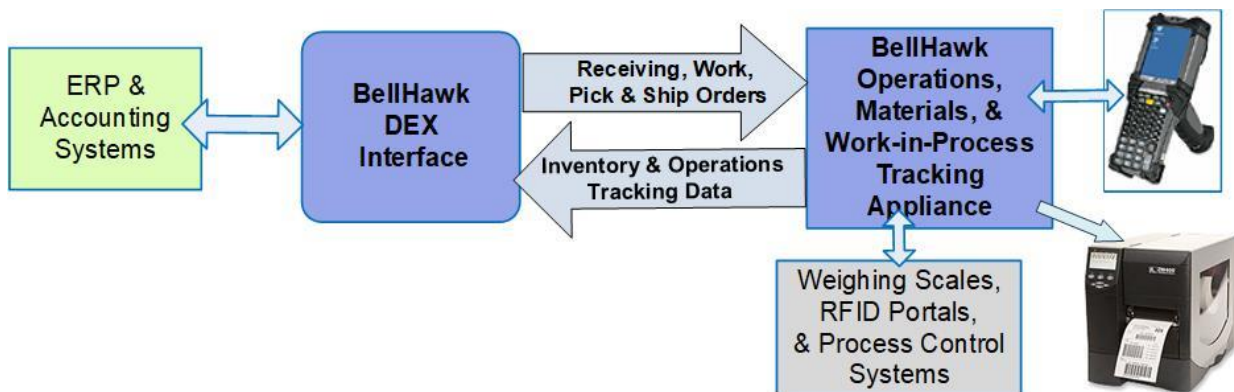 ERP &
Accounting
Systems
BellHawk
DEX
Interface
Receiving, Work,
Pick & Ship Orders
Inventory & Operations
Tracking Data
BellHawk
Operations,
Materials, &
Work-in-Process
Tracking
Appliance
Weighing Scales,
RFID Portals,
& Process Control
Systems